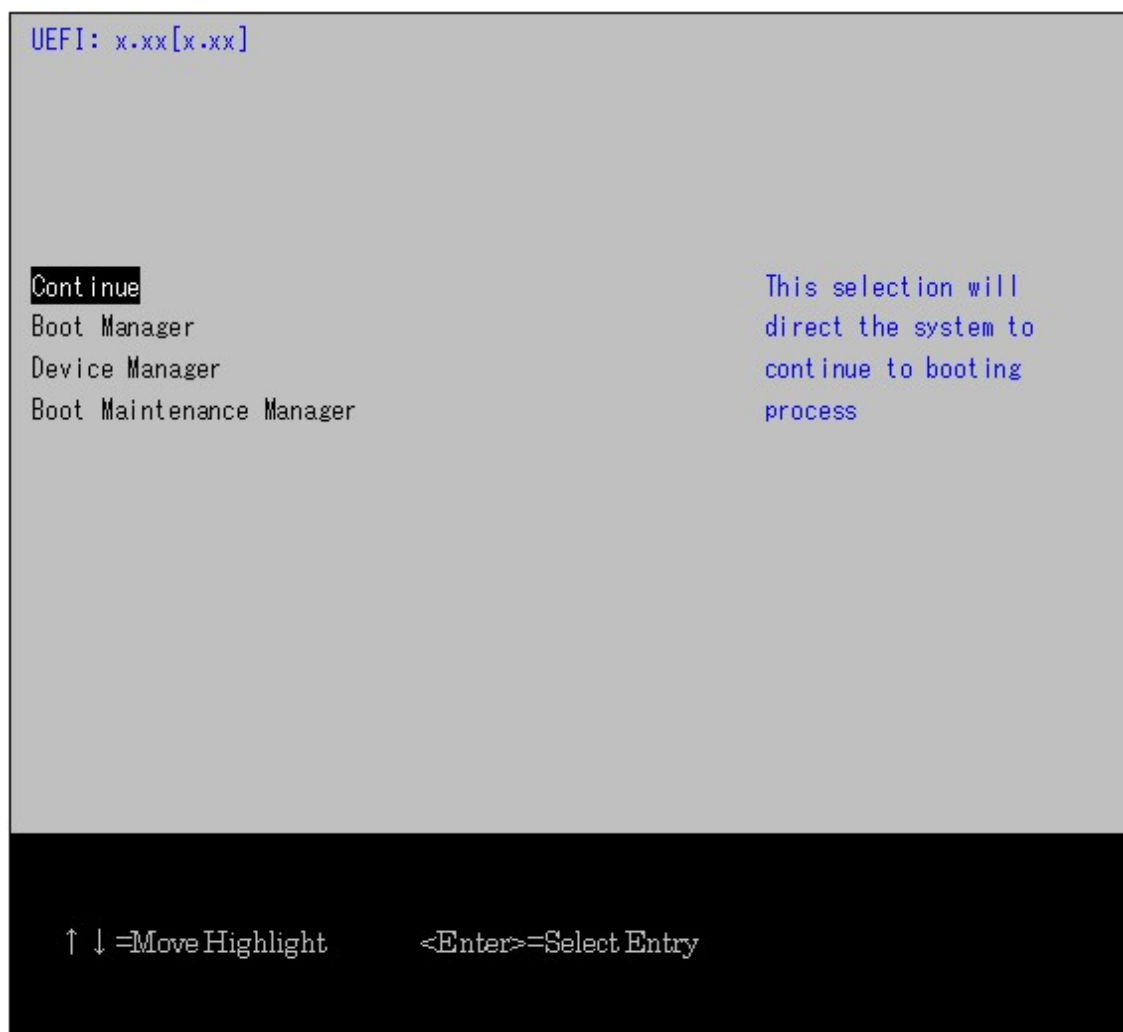 UEFI: x.xx[x.xx]
Continue
Boot Manager
Device Manager
Boot Maintenance Manager
This selection will
direct the system to
continue to booting
process
↑ ↓ =Move Highlight
<Enter>=Select Entry